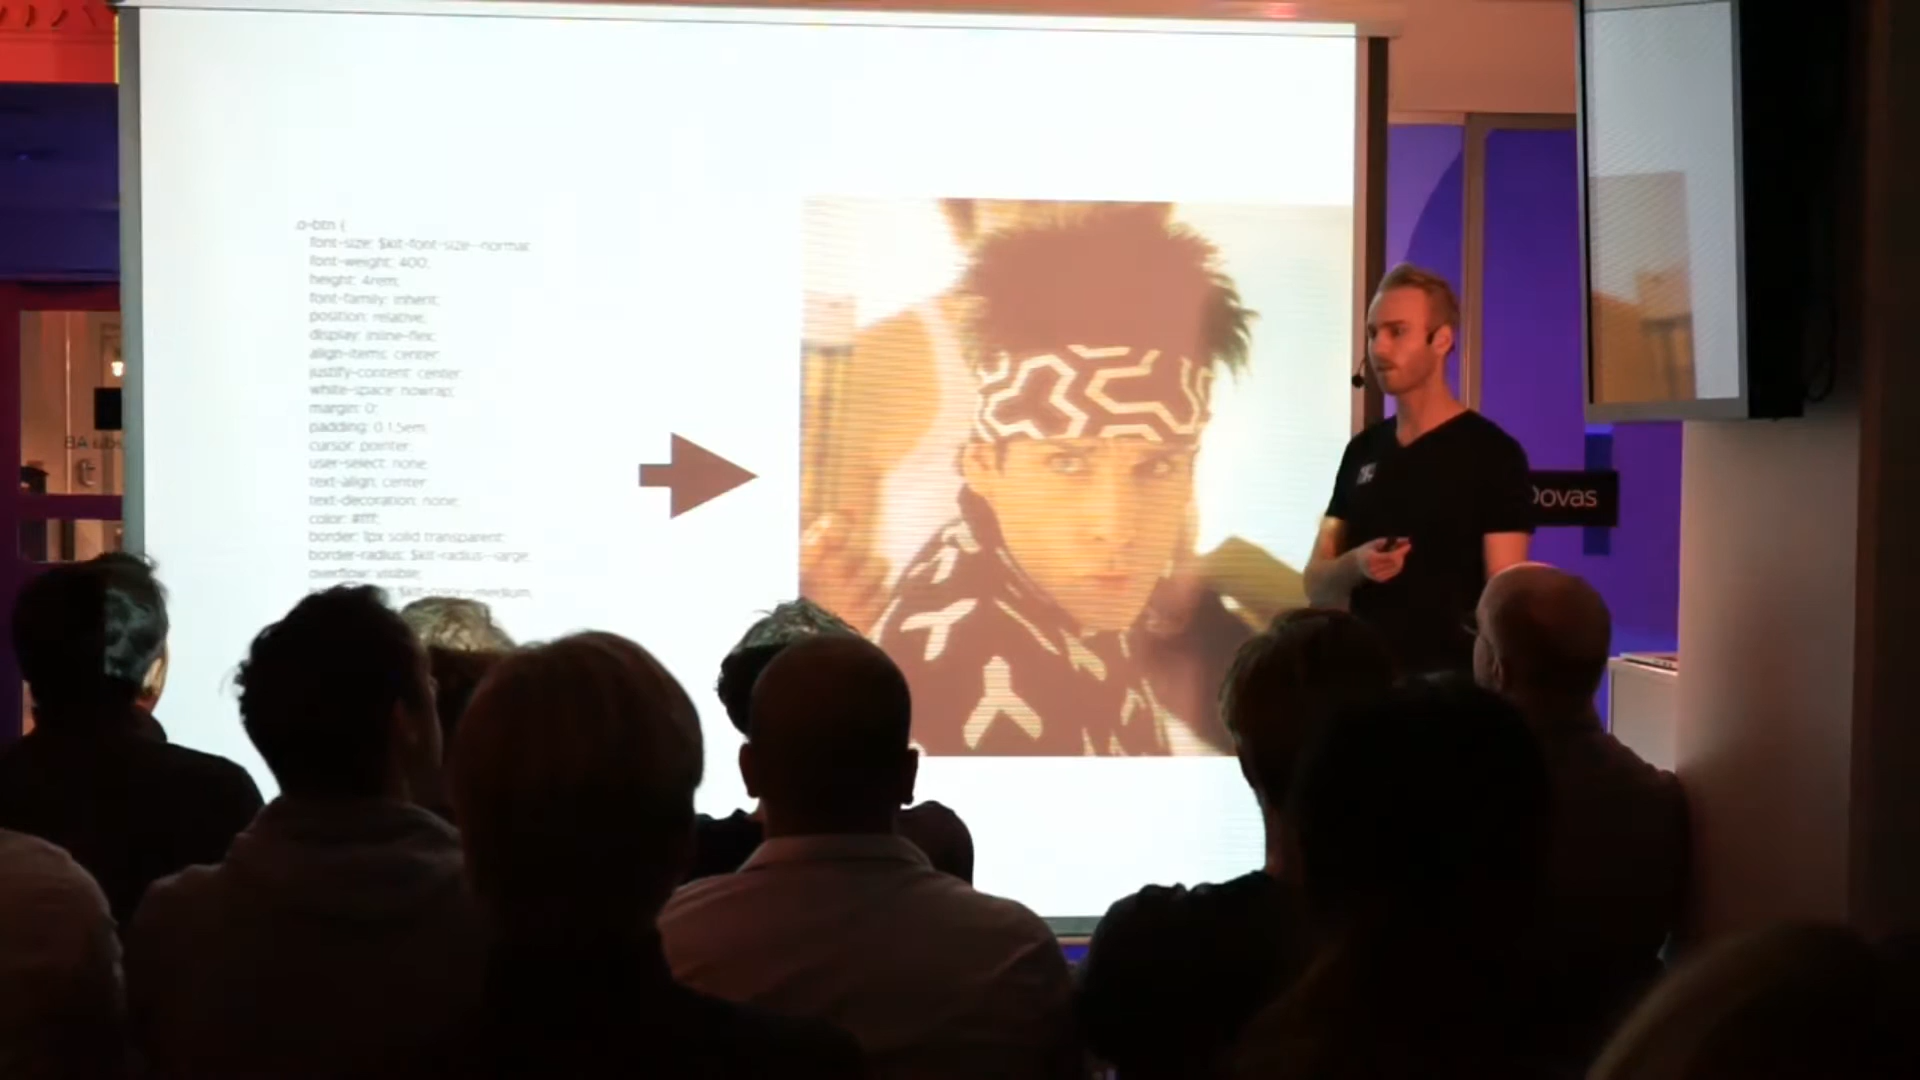 .o-btn {
font-size: $kit-font-size--normal;
font-weight: 400;
height: 4rem;
font-family: inherit;
position: relative;
display: inline-flex;
align-items: center;
justify-content: center;
white-space: nowrap;
margin: 0;
padding: 0 1.5em;
cursor: pointer;
user-select: none;
text-align: center;
text-decoration: none;
color: #fff;
border: 1px solid transparent;
border-radius: $kit-radius--large;
overflow: visible;
$kit-color--medium;
Dovas